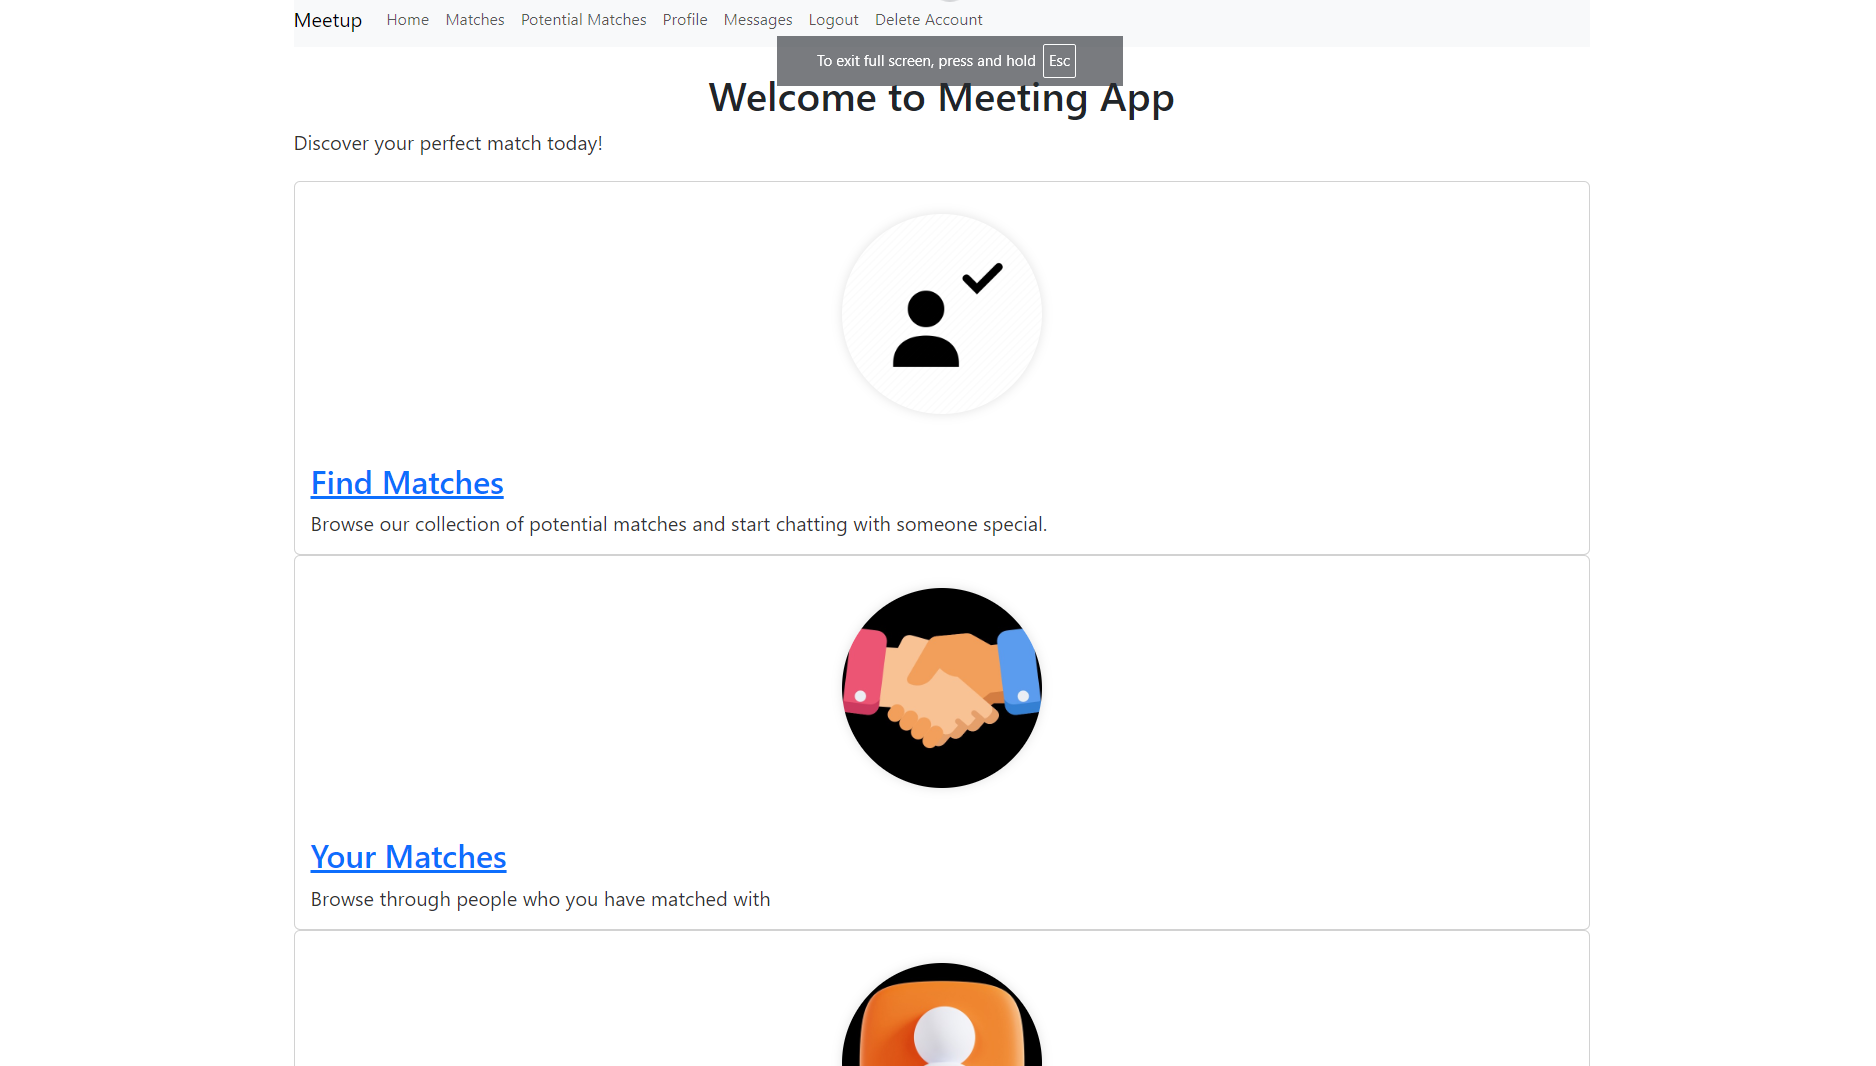 Meetup Home Matches Potential Matches Profile Messages Logout Delete Account
To exit full screen, press and hold Esc
Welcome to Meeting App
Discover your perfect match today!
Find Matches
Browse our collection of potential matches and start chatting with someone special.
Your Matches
Browse through people who you have matched with